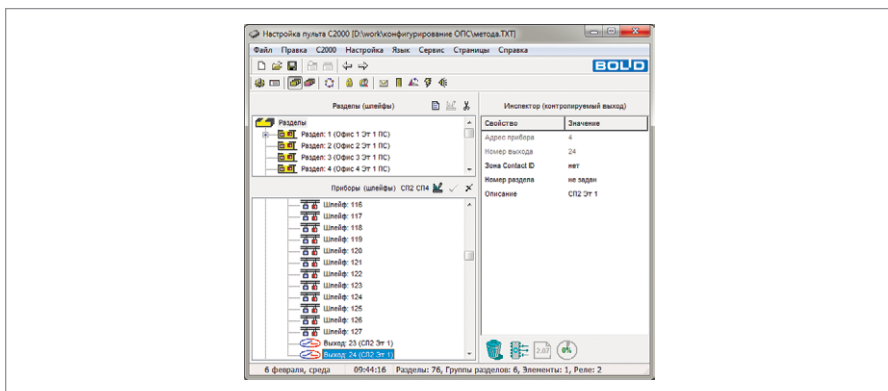 Настройка пульта С2000 [D:\work\конфигурирование ОПС\метода.TXT]
Файл Правка С2000 Настройка Язык Сервис Страницы Справка
BOLID
Разделы (шлейфы)
Разделы
Раздел: 1 (Офис 1 Эт 1 ПС)
Раздел: 2 (Офис 2 Эт 1 ПС)
Раздел: 3 (Офис 3 Эт 1 ПС)
Раздел: 4 (Офис 4 Эт 1 ПС)
Приборы (шлейфы) СП2 СП4
Шлейф: 116
Шлейф: 117
Шлейф: 118
Шлейф: 119
Шлейф: 120
Шлейф: 121
Шлейф: 122
Шлейф: 123
Шлейф: 124
Шлейф: 125
Шлейф: 126
Шлейф: 127
Выход: 23 (СП2 Эт 1)
Выход: 24 (СП2 Эт 1)
Инспектор (контролируемый выход)
Свойство Значение
Адрес прибора 4
Номер выхода 24
Зона Contact ID нет
Номер раздела не задан
Описание СП2 Эт 1
2.07
6 февраля, среда 09:44:16 Разделы: 76, Группы разделов: 6, Элементы: 1, Реле: 2